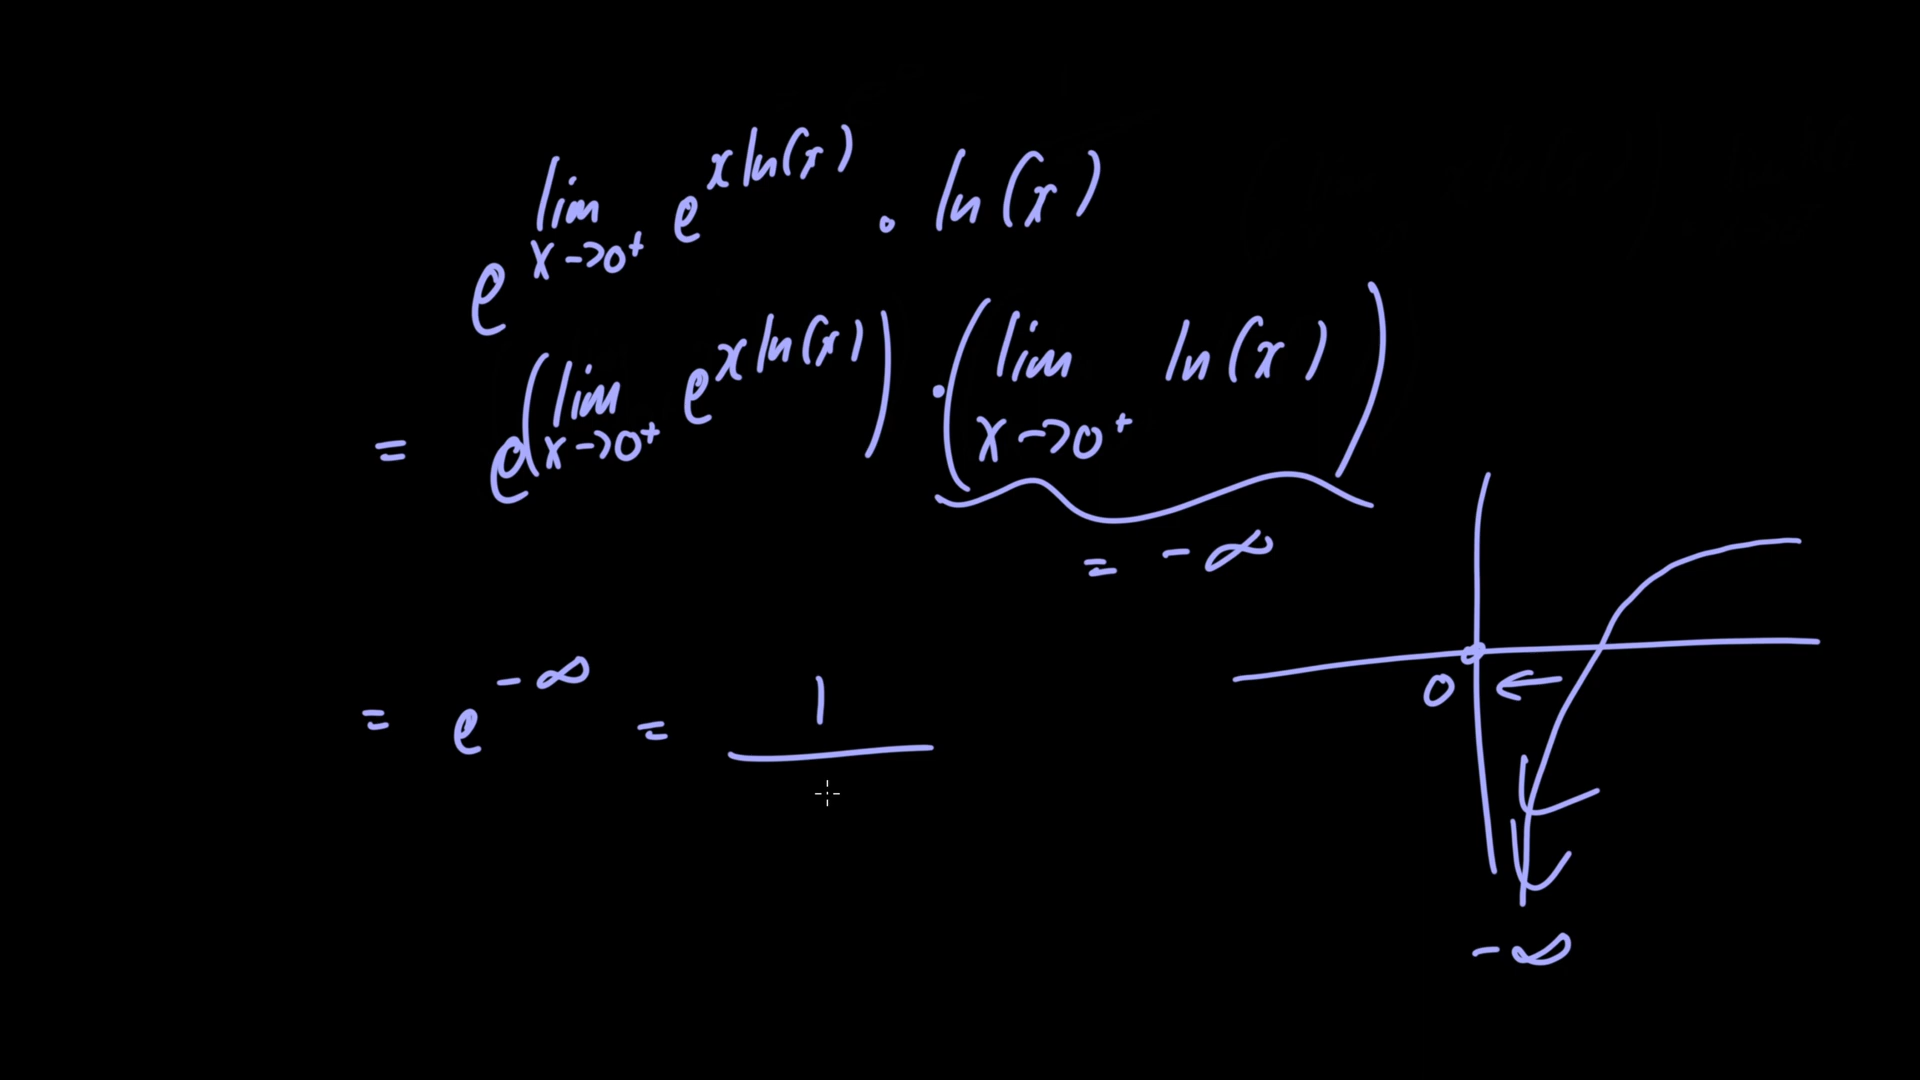 e^{lim_{x→0⁺} e^{x ln(x)} · ln(x)}
= e^{(lim_{x→0⁺} e^{x ln(x)}) · (lim_{x→0⁺} ln(x))}
= -∞
= e^{-∞} = 1/
0 ←
-∞